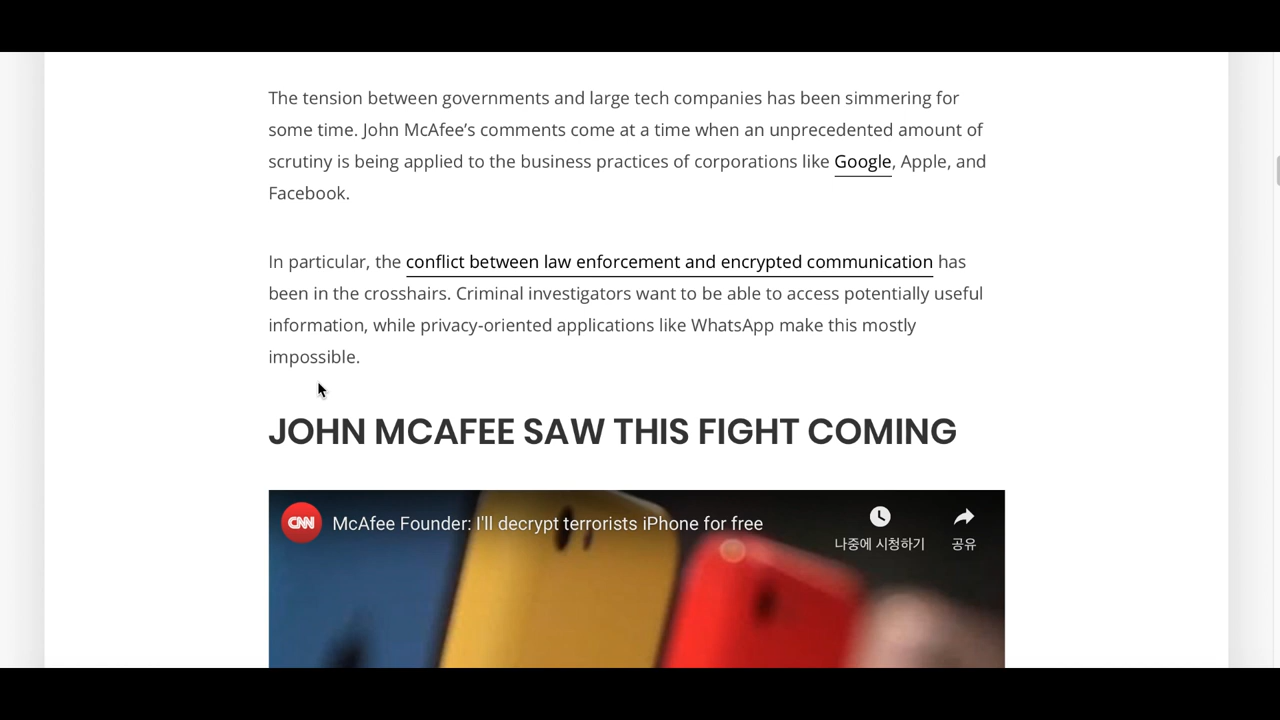 The tension between governments and large tech companies has been simmering for
some time. John McAfee’s comments come at a time when an unprecedented amount of
scrutiny is being applied to the business practices of corporations like Google, Apple, and
Facebook.
In particular, the conflict between law enforcement and encrypted communication has
been in the crosshairs. Criminal investigators want to be able to access potentially useful
information, while privacy-oriented applications like WhatsApp make this mostly
impossible.
JOHN MCAFEE SAW THIS FIGHT COMING
CNN McAfee Founder: I'll decrypt terrorists iPhone for free
나중에 시청하기 공유